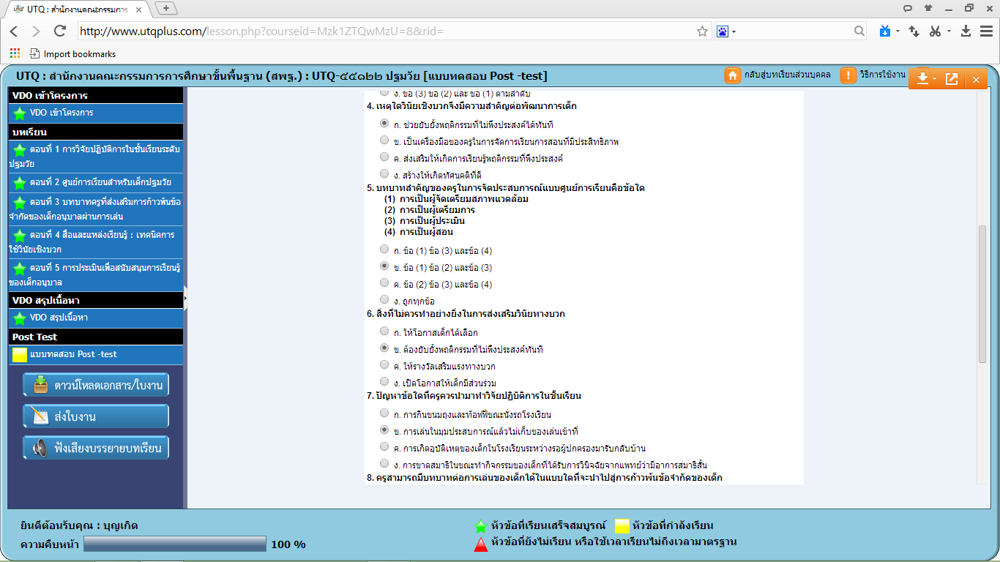 UTQ : สำนักงานคณะกรรมการ
http://www.utqplus.com/lesson.php?courseid=Mzk1ZTQwMzU=8&rid=
Import bookmarks
UTQ : สำนักงานคณะกรรมการการศึกษาขั้นพื้นฐาน (สพฐ.) : UTQ-๕๕๑๒๒ ปฐมวัย [แบบทดสอบ Post -test]
กลับสู่บทเรียนส่วนบุคคล
วิธีการใช้งาน
VDO เข้าโครงการ
VDO เข้าโครงการ
บทเรียน
ตอนที่ 1 การวิจัยปฏิบัติการในชั้นเรียนระดับ
ปฐมวัย
ตอนที่ 2 ศูนย์การเรียนสำหรับเด็กปฐมวัย
ตอนที่ 3 บทบาทครูที่ส่งเสริมการก้าวพ้นข้อ
จำกัดของเด็กอนุบาลผ่านการเล่น
ตอนที่ 4 สื่อและแหล่งเรียนรู้ : เทคนิคการ
ใช้วินัยเชิงบวก
ตอนที่ 5 การประเมินเพื่อสนับสนุนการเรียนรู้
ของเด็กอนุบาล
VDO สรุปเนื้อหา
VDO สรุปเนื้อหา
Post Test
แบบทดสอบ Post -test
ดาวน์โหลดเอกสาร/ใบงาน
ส่งใบงาน
ฟังเสียงบรรยายบทเรียน
ง. ข้อ (3) ข้อ (2) และ ข้อ (1) ตามลำดับ
4. เหตุใดวินัยเชิงบวกจึงมีความสำคัญต่อพัฒนาการเด็ก
ก. ช่วยยับยั้งพฤติกรรมที่ไม่พึงประสงค์ได้ทันที
ข. เป็นเครื่องมือของครูในการจัดการเรียนการสอนที่มีประสิทธิภาพ
ค. ส่งเสริมให้เกิดการเรียนรู้พฤติกรรมที่พึงประสงค์
ง. สร้างให้เกิดทัศนคติที่ดี
5. บทบาทสำคัญของครูในการจัดประสบการณ์แบบศูนย์การเรียนคือข้อใด
(1) การเป็นผู้จัดเตรียมสภาพแวดล้อม
(2) การเป็นผู้เตรียมการ
(3) การเป็นผู้ประเมิน
(4) การเป็นผู้สอน
ก. ข้อ (1) ข้อ (3) และข้อ (4)
ข. ข้อ (1) ข้อ (2) และข้อ (3)
ค. ข้อ (2) ข้อ (3) และข้อ (4)
ง. ถูกทุกข้อ
6. สิ่งที่ไม่ควรทำอย่างยิ่งในการส่งเสริมวินัยทางบวก
ก. ให้โอกาสเด็กได้เลือก
ข. ต้องยับยั้งพฤติกรรมที่ไม่พึงประสงค์ทันที
ค. ให้รางวัลเสริมแรงทางบวก
ง. เปิดโอกาสให้เด็กมีส่วนร่วม
7. ปัญหาข้อใดที่ครูควรนำมาทำวิจัยปฏิบัติการในชั้นเรียน
ก. การกินขนมถุงและท๊อฟฟี่ขณะนั่งรถโรงเรียน
ข. การเล่นในมุมประสบการณ์แล้วไม่เก็บของเล่นเข้าที่
ค. การเกิดอุบัติเหตุของเด็กในโรงเรียนระหว่างรอผู้ปกครองมารับกลับบ้าน
ง. การขาดสมาธิในขณะทำกิจกรรมของเด็กที่ได้รับการวินิจฉัยจากแพทย์ว่ามีอาการสมาธิสั้น
8. ครูสามารถมีบทบาทต่อการเล่นของเด็กได้ในแบบใดที่จะนำไปสู่การก้าวพ้นข้อจำกัดของเด็ก
ยินดีต้อนรับคุณ : บุญเกิด
ความคืบหน้า 100 %
หัวข้อที่เรียนเสร็จสมบูรณ์ หัวข้อที่กำลังเรียน
หัวข้อที่ยังไม่เรียน หรือใช้เวลาเรียนไม่ถึงเวลามาตรฐาน